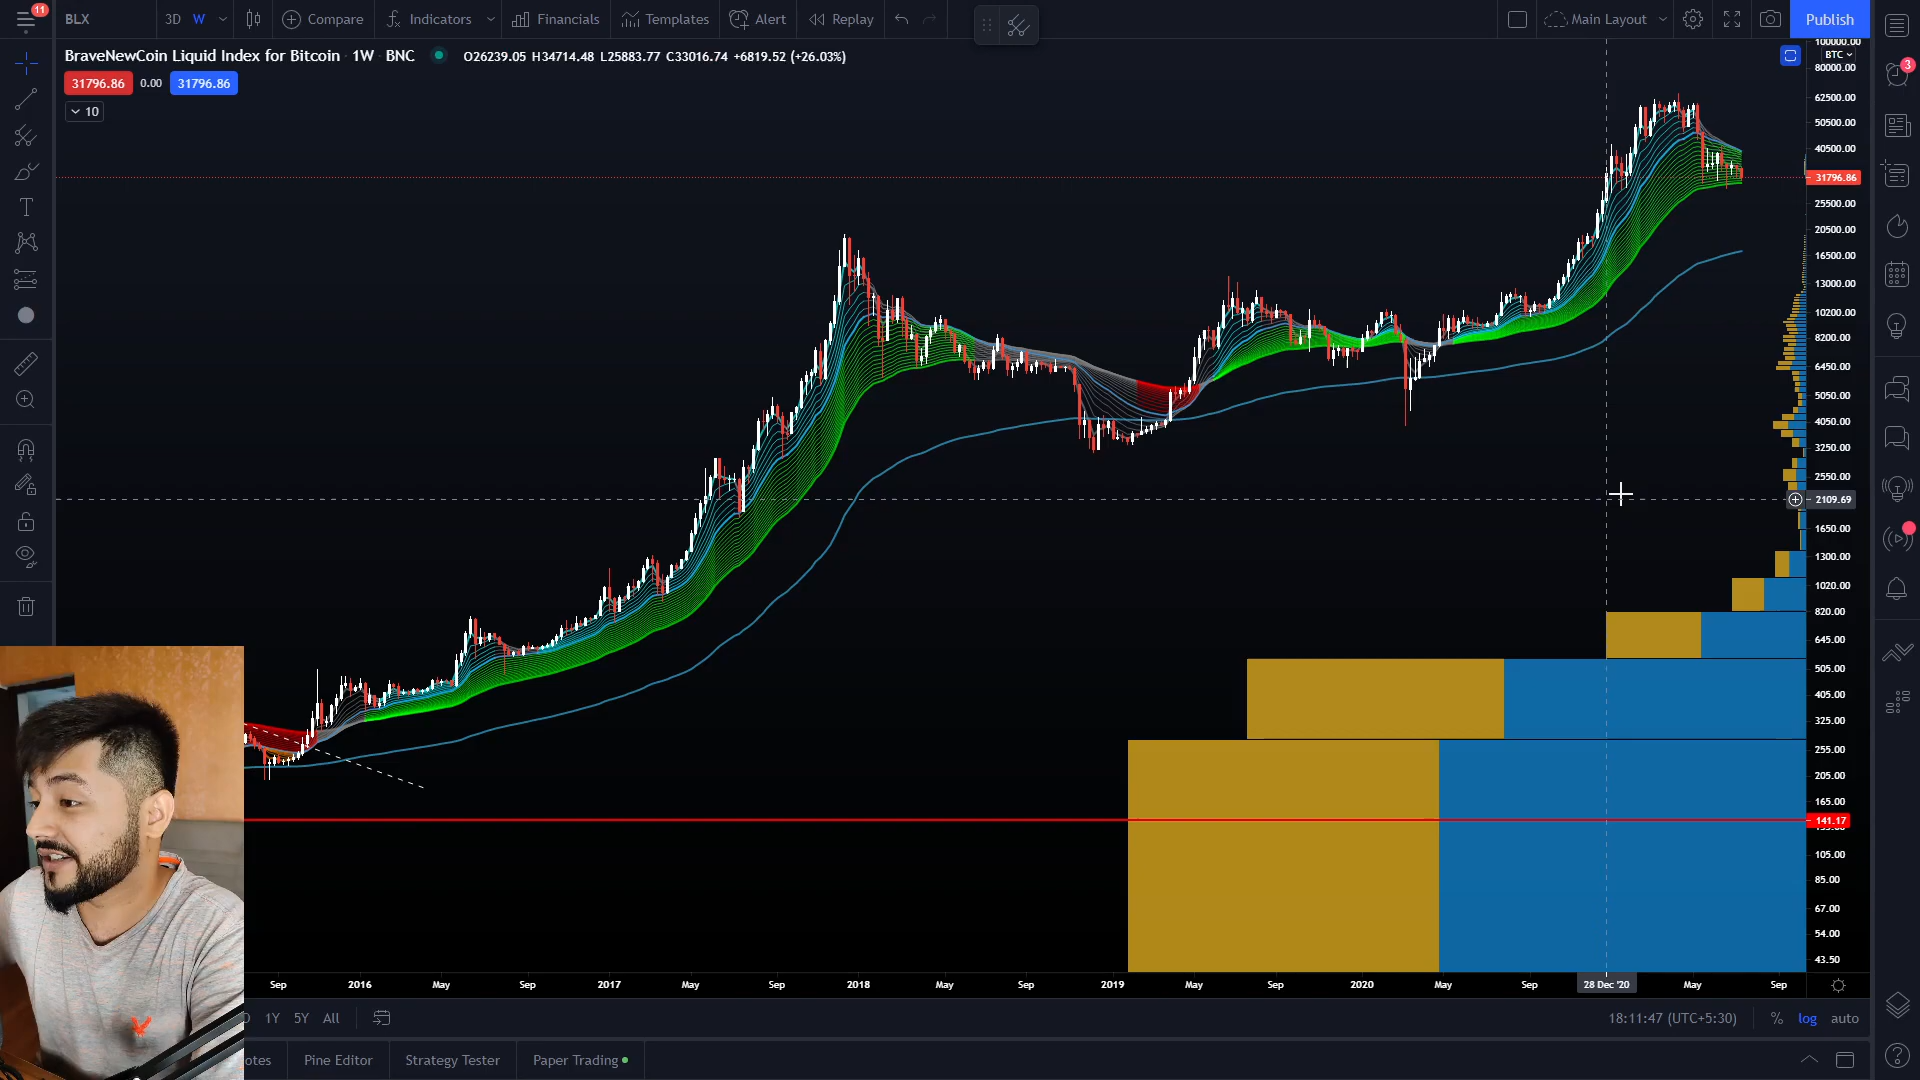 11
BLX
3D W
Compare
Indicators
Financials
Templates
Alert
Replay
Main Layout
Publish
BraveNewCoin Liquid Index for Bitcoin · 1W · BNC
O26239.05 H34714.48 L25883.77 C33016.74 +6819.52 (+26.03%)
31796.86 0.00 31796.86
10
100000.00
BTC
80000.00
62500.00
50500.00
40500.00
31796.86
25500.00
20500.00
16500.00
13000.00
10200.00
8200.00
6450.00
5050.00
4050.00
3250.00
2550.00
2109.69
1650.00
1300.00
1020.00
820.00
645.00
505.00
405.00
325.00
255.00
205.00
165.00
141.17
105.00
85.00
67.00
54.00
43.50
3
Sep 2016 May Sep 2017 May Sep 2018 May Sep 2019 May Sep 2020 May Sep 28 Dec '20 May Sep
1Y 5Y All
18:11:47 (UTC+5:30)
% log auto
otes
Pine Editor
Strategy Tester
Paper Trading